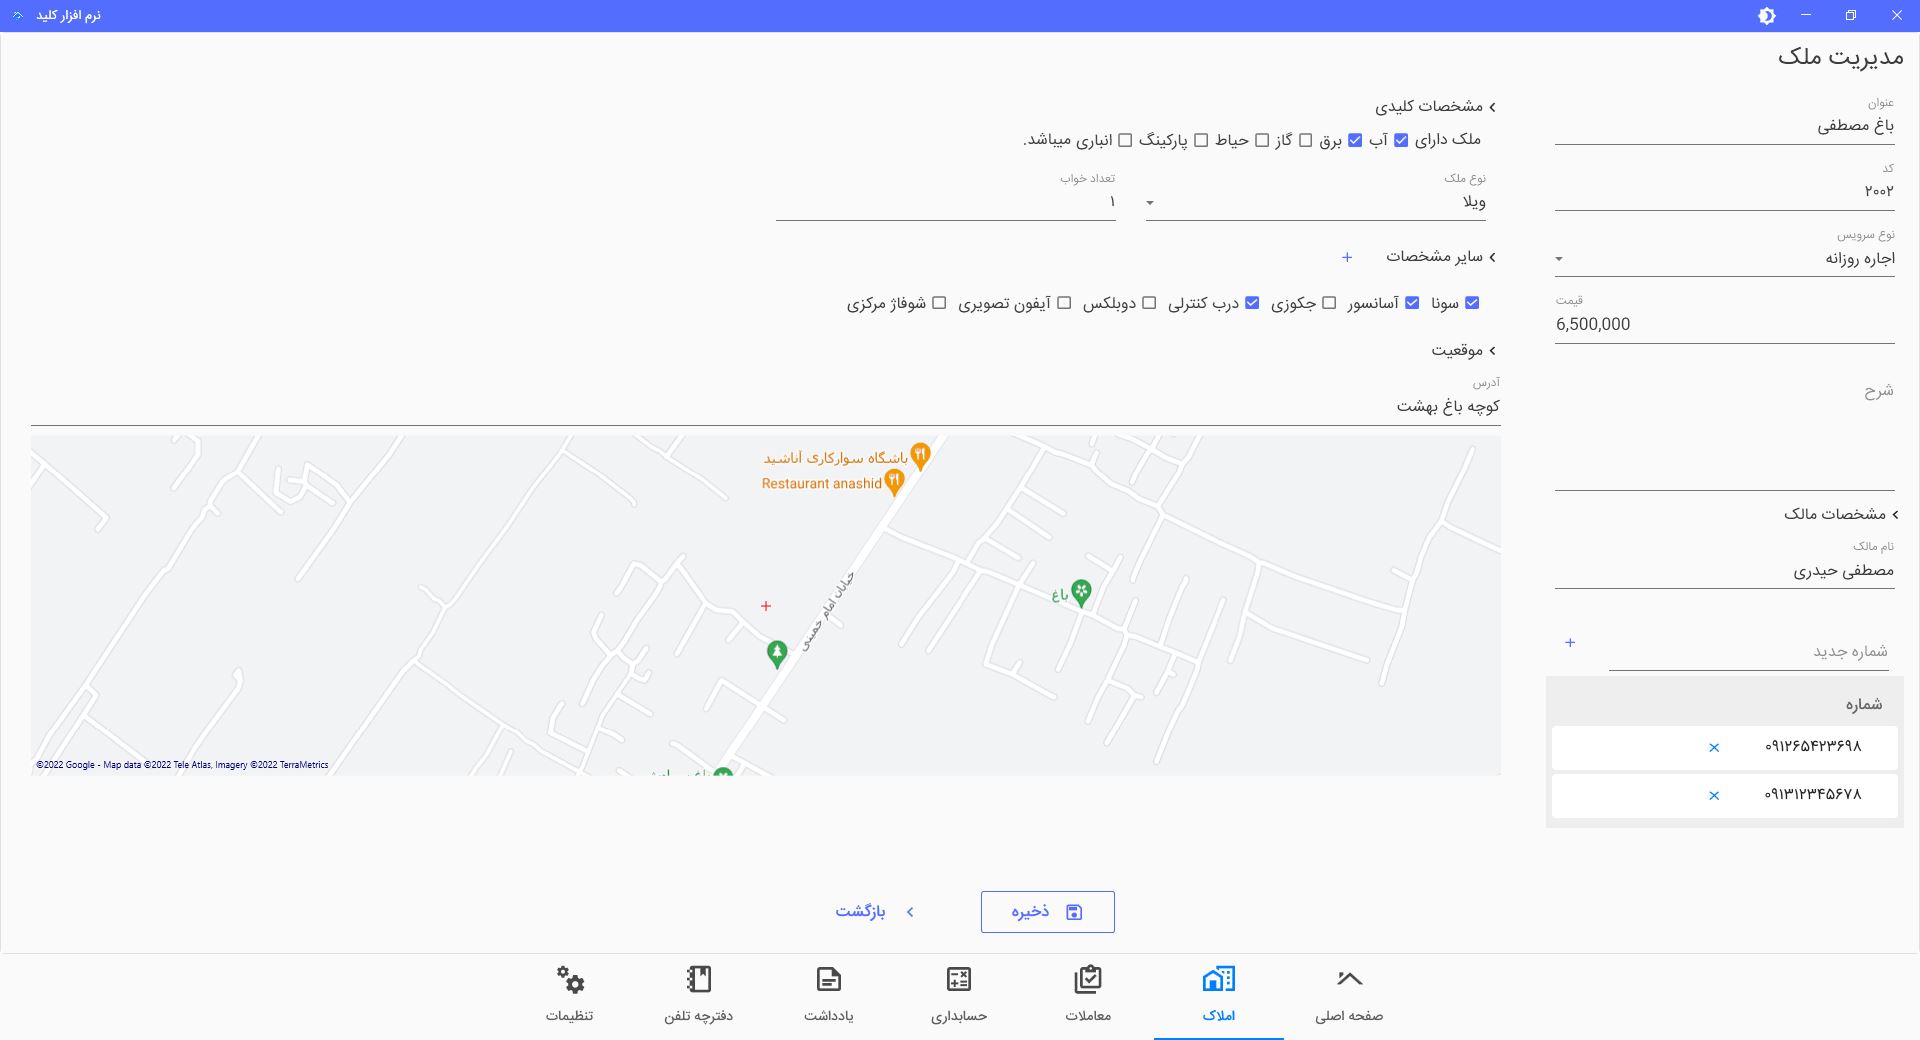 نرم افزار کلید
مدیریت ملک
عنوان
باغ مصطفی
کد
۲۰۰۲
نوع سرویس
اجاره روزانه
قیمت
6,500,000
شرح
مشخصات مالک
نام مالک
مصطفی حیدری
شماره جدید
شماره
۰۹۱۲۶۵۴۲۳۶۹۸
۰۹۱۳۱۲۳۴۵۶۷۸
مشخصات کلیدی
ملک دارای آب برق گاز حیاط پارکینگ انباری میباشد.
نوع ملک
ویلا
تعداد خواب
۱
سایر مشخصات
سونا آسانسور جکوزی درب کنترلی دوبلکس آیفون تصویری شوفاژ مرکزی
موقعیت
آدرس
کوچه باغ بهشت
باشگاه سوارکاری آناشید
Restaurant anashid
باغ
خیابان امام خمینی
©2022 Google - Map data ©2022 Tele Atlas, Imagery ©2022 TerraMetrics
ذخیره
بازگشت
صفحه اصلی
املاک
معاملات
حسابداری
یادداشت
دفترچه تلفن
تنظیمات